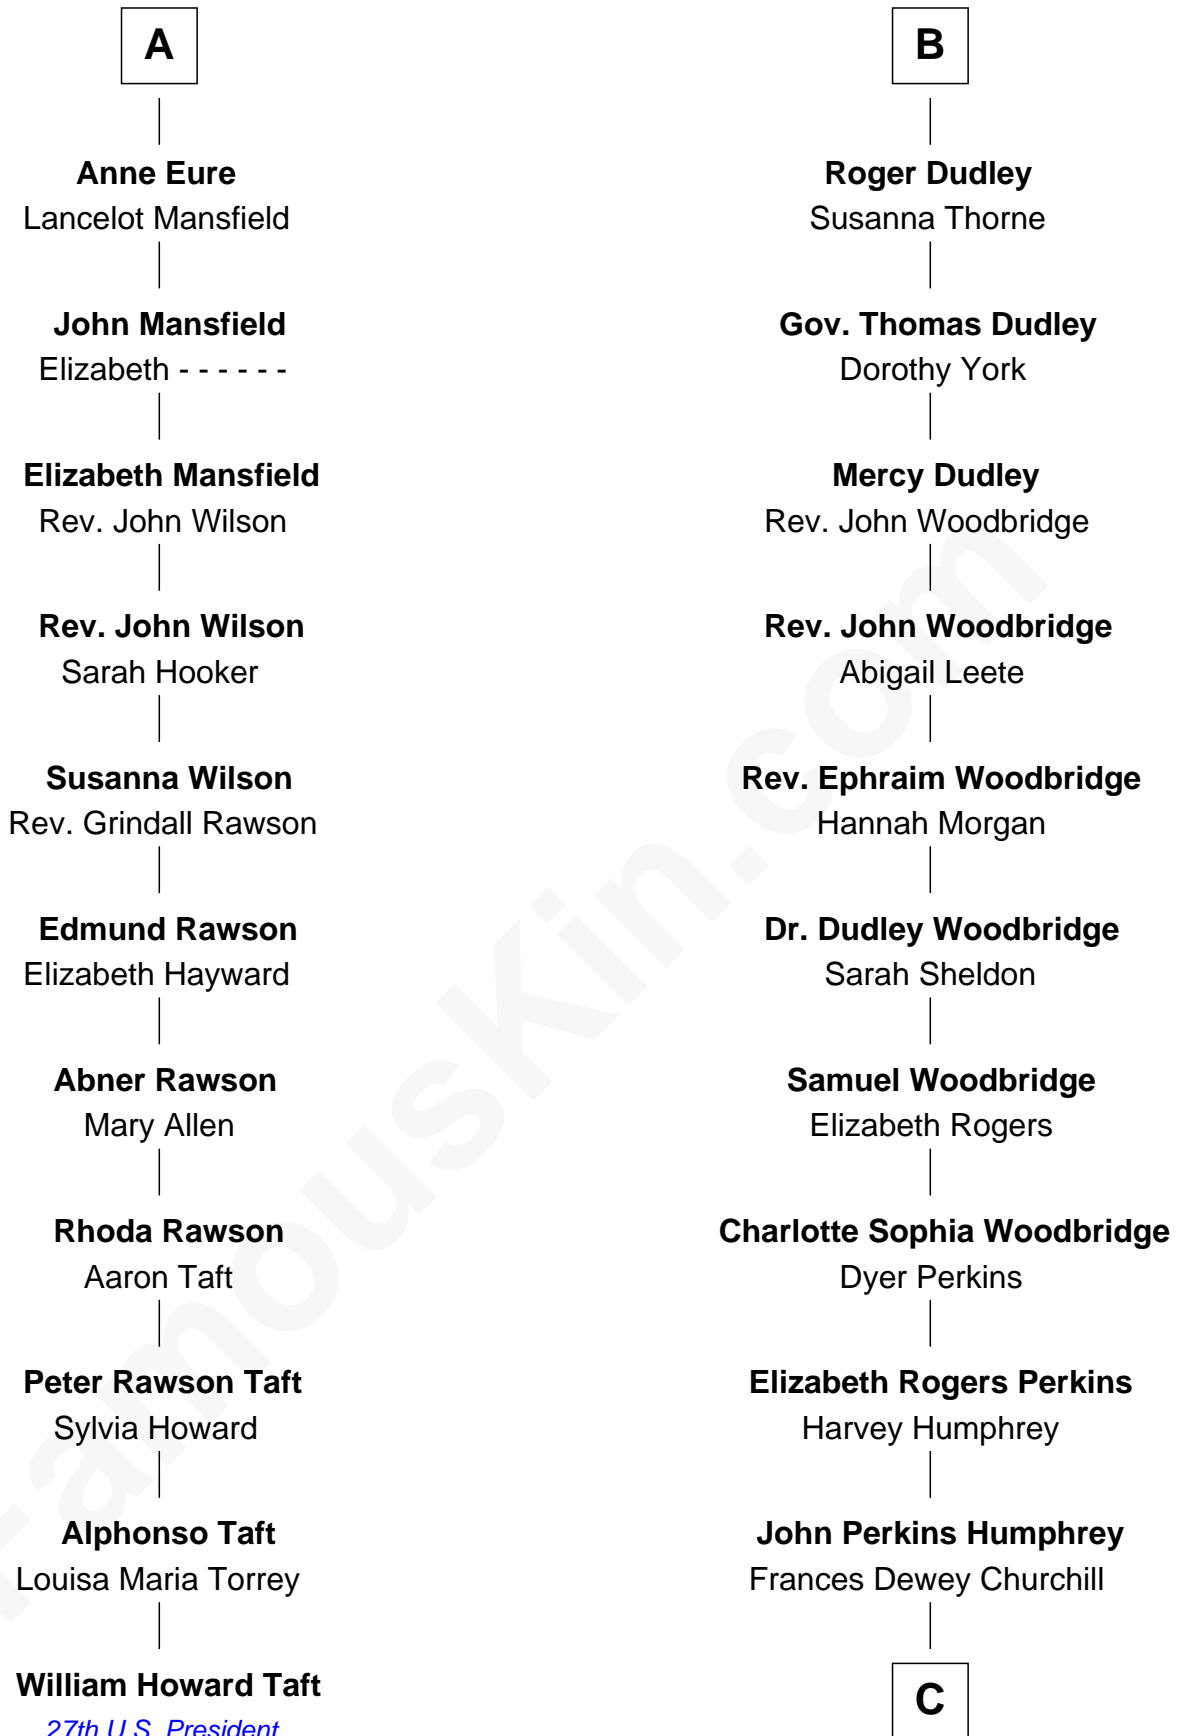 A
Anne Eure
Lancelot Mansfield
John Mansfield
Elizabeth - - - - - -
Elizabeth Mansfield
Rev. John Wilson
Rev. John Wilson
Sarah Hooker
Susanna Wilson
Rev. Grindall Rawson
Edmund Rawson
Elizabeth Hayward
Abner Rawson
Mary Allen
Rhoda Rawson
Aaron Taft
Peter Rawson Taft
Sylvia Howard
Alphonso Taft
Louisa Maria Torrey
William Howard Taft
27th U.S. President
B
Roger Dudley
Susanna Thorne
Gov. Thomas Dudley
Dorothy York
Mercy Dudley
Rev. John Woodbridge
Rev. John Woodbridge
Abigail Leete
Rev. Ephraim Woodbridge
Hannah Morgan
Dr. Dudley Woodbridge
Sarah Sheldon
Samuel Woodbridge
Elizabeth Rogers
Charlotte Sophia Woodbridge
Dyer Perkins
Elizabeth Rogers Perkins
Harvey Humphrey
John Perkins Humphrey
Frances Dewey Churchill
C
FamousKin.com